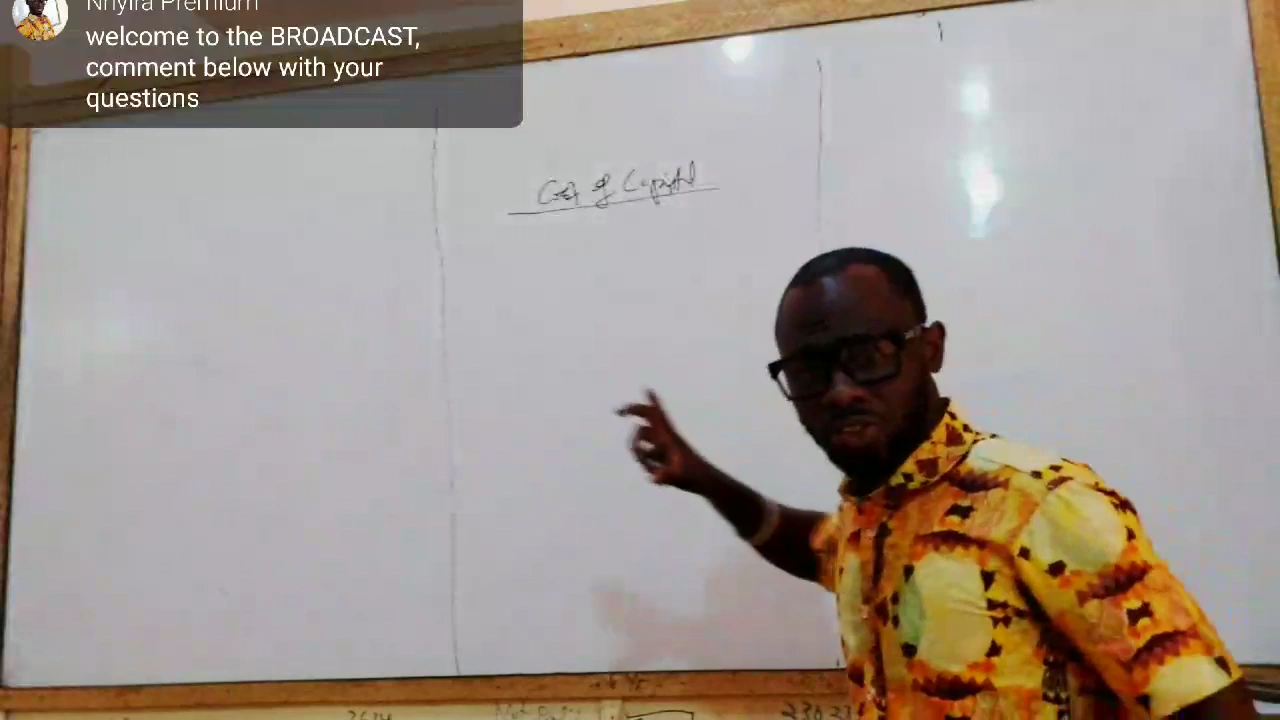 Nhyira Premium
welcome to the BROADCAST,
comment below with your
questions
Cost of Capital